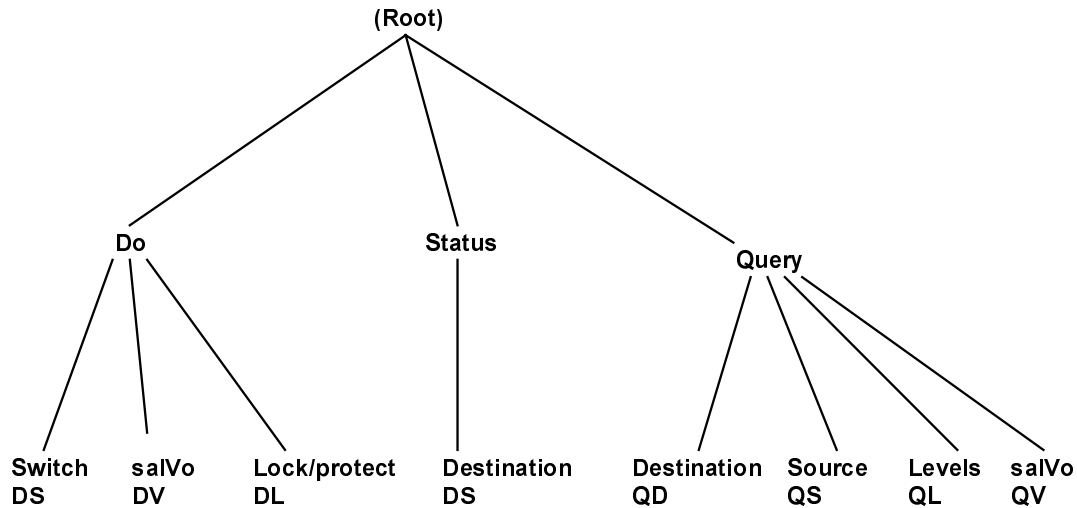 (Root)
Do
Status
Query
Switch
DS
salVo
DV
Lock/protect
DL
Destination
DS
Destination
QD
Source
QS
Levels
QL
salVo
QV